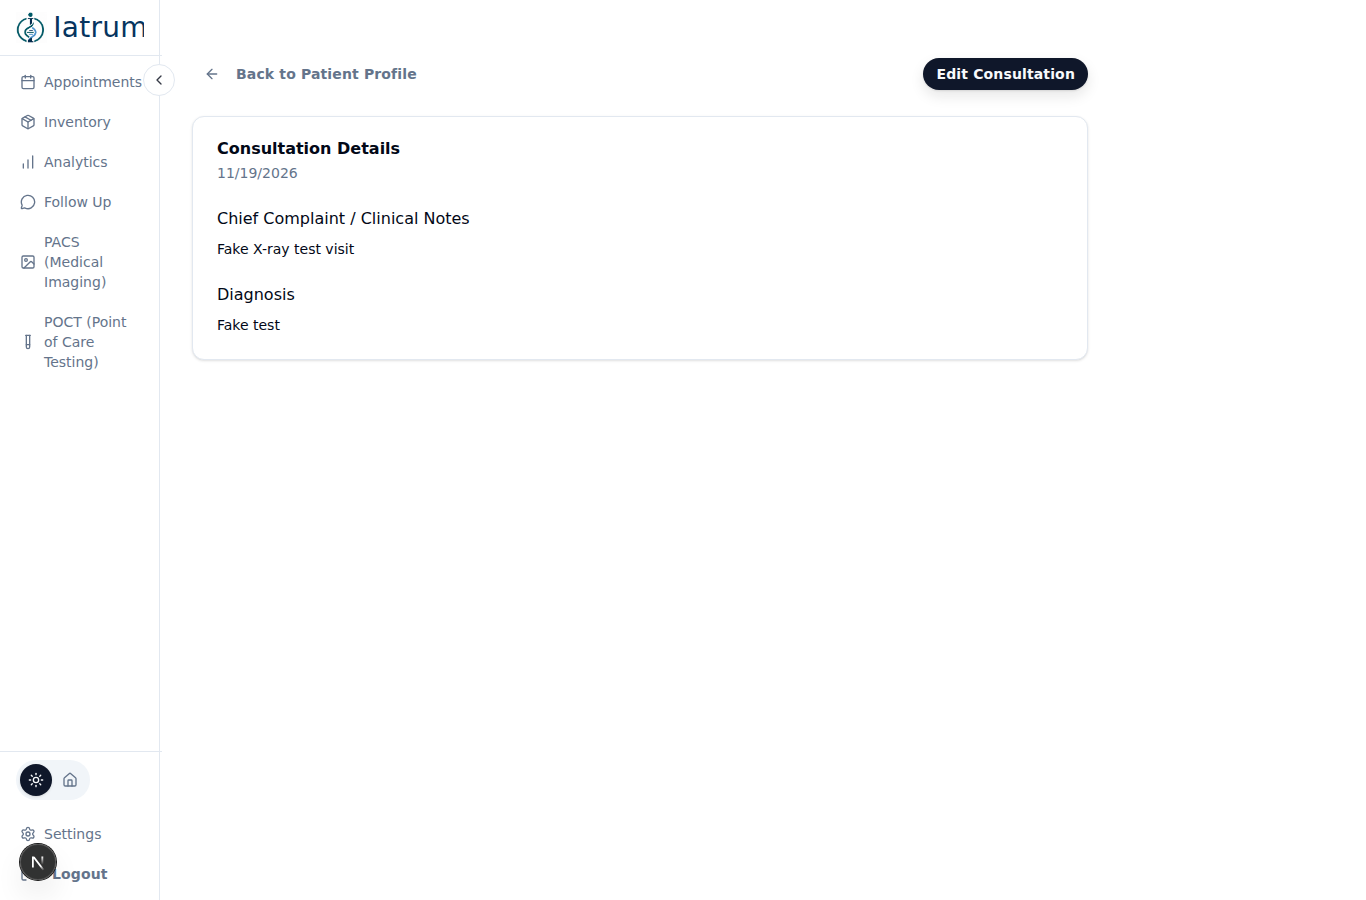 Iatrum
Appointments
Inventory
Analytics
Follow Up
PACS
(Medical
Imaging)
POCT (Point
of Care
Testing)
Settings
Logout
N
Back to Patient Profile
Edit Consultation
Consultation Details
11/19/2026
Chief Complaint / Clinical Notes
Fake X-ray test visit
Diagnosis
Fake test